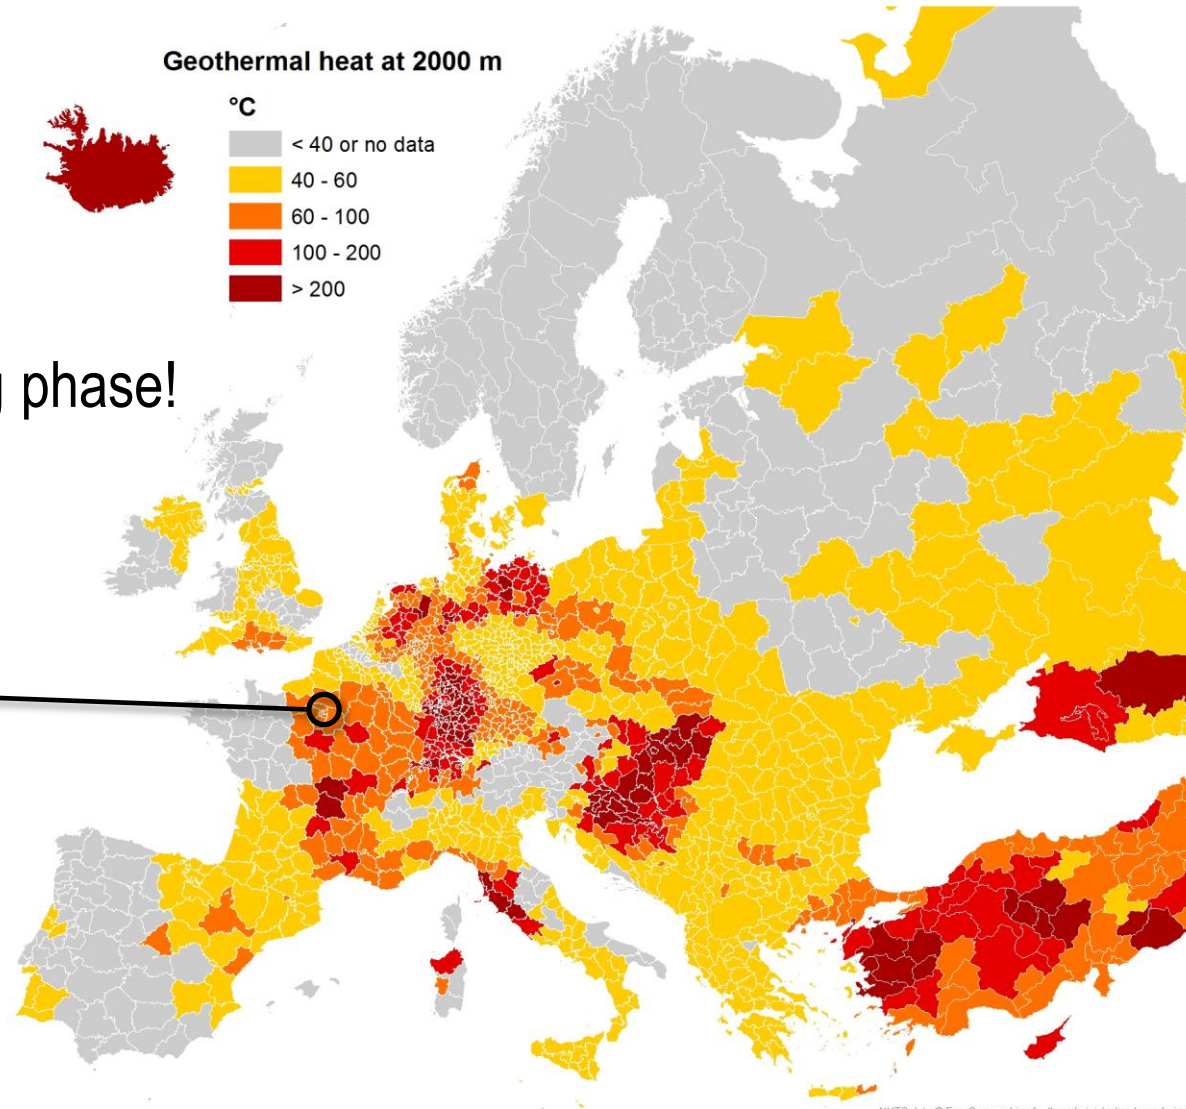 Geothermal heat at 2000 m
°C
< 40 or no data
40 - 60
60 - 100
100 - 200
> 200
phase!